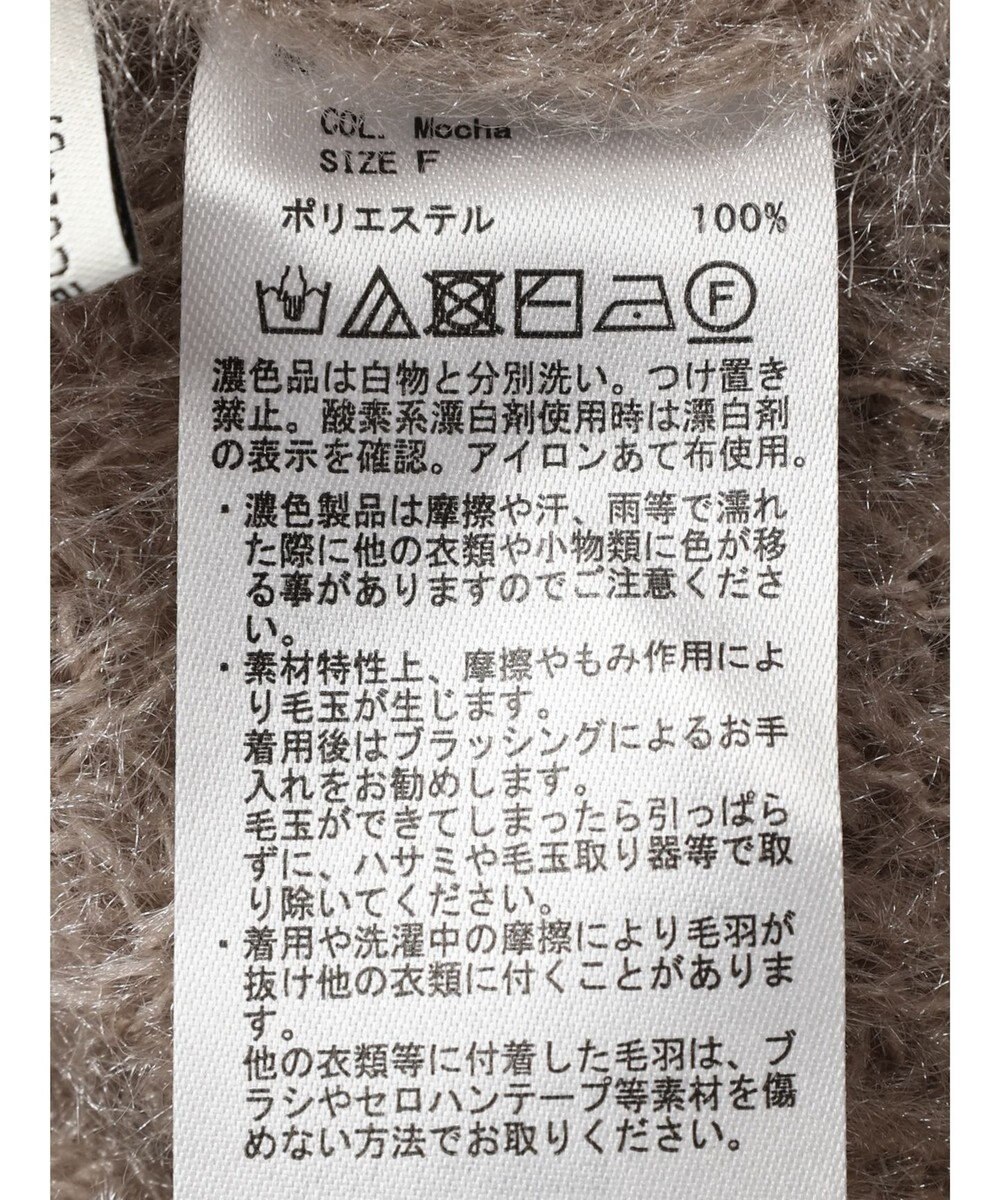 COL. Mocha
SIZE F
ポリエステル 100%
F
濃色品は白物と分別洗い。つけ置き
禁止。酸素系漂白剤使用時は漂白剤
の表示を確認。アイロンあて布使用。
・濃色製品は摩擦や汗、雨等で濡れ
た際に他の衣類や小物類に色が移
る事がありますのでご注意くださ
い。
・素材特性上、摩擦やもみ作用によ
り毛玉が生じます。
着用後はブラッシングによるお手
入れをお勧めします。
毛玉ができてしまったら引っぱら
ずに、ハサミや毛玉取り器等で取
り除いてください。
・着用や洗濯中の摩擦により毛羽が
抜け他の衣類に付くことがありま
す。
他の衣類等に付着した毛羽は、ブ
ラシやセロハンテープ等素材を傷
めない方法でお取りください。